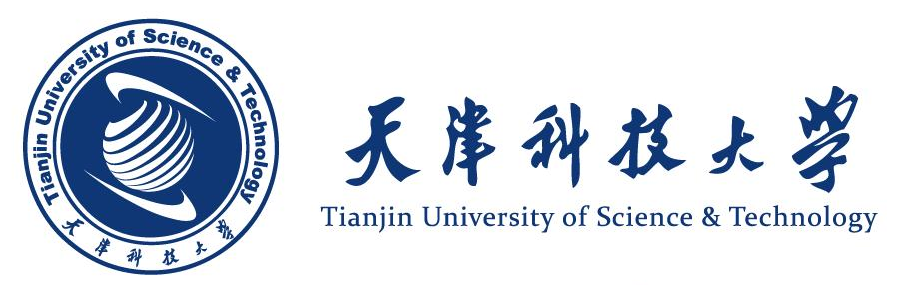 Tianjin University of Science & Technology
天津科技大学
天津科技大学
Tianjin University of Science & Technology